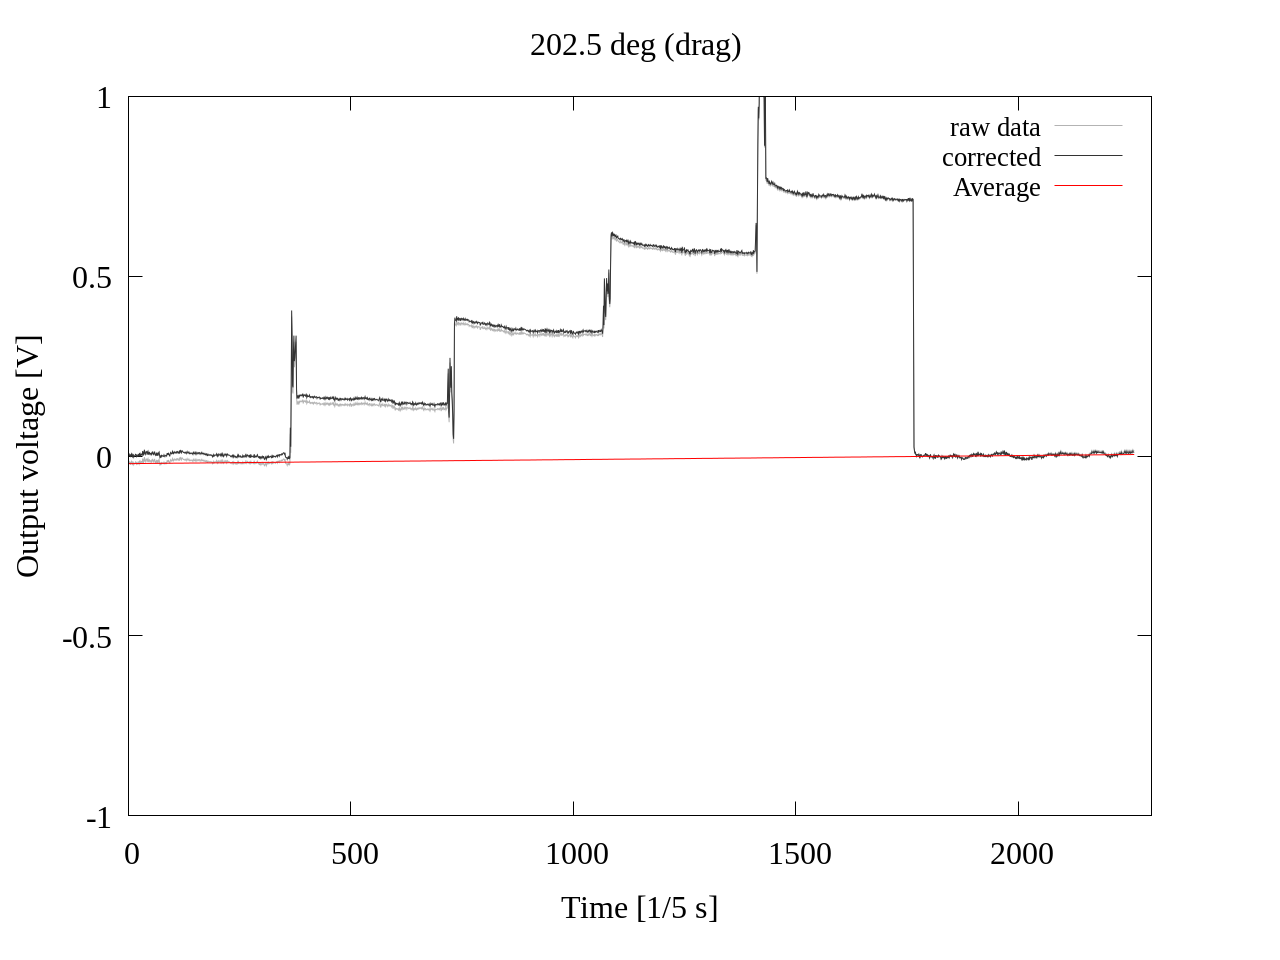 202.5 deg (drag)
1
0.5
0
-0.5
-1
Output voltage [V]
raw data
corrected
Average
0 500 1000 1500 2000
Time [1/5 s]